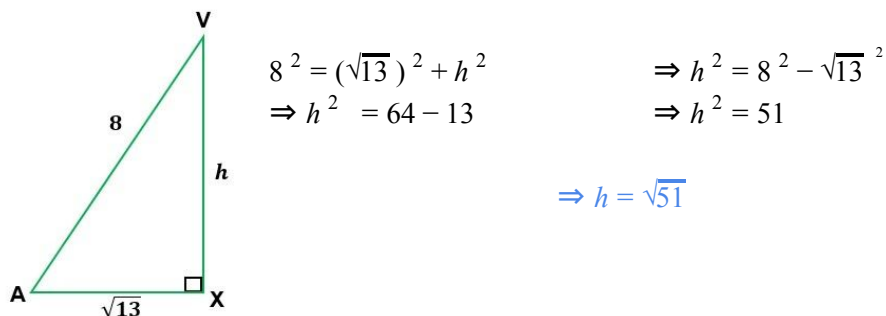 V
8² = (√13)² + h² ⇒ h² = 8² − √13²
⇒ h² = 64 − 13 ⇒ h² = 51
8
h
⇒ h = √51
A
X
√13